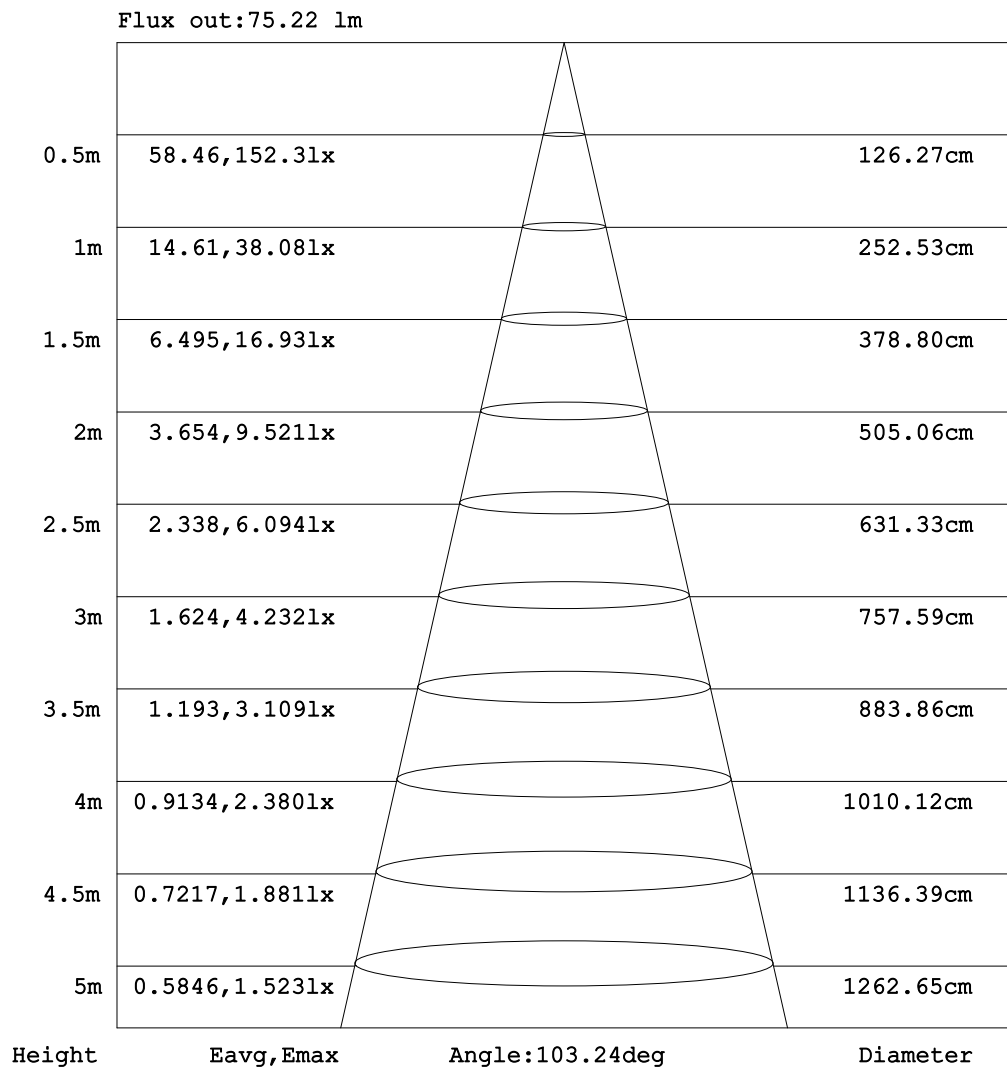 Flux out:75.22 lm
0.5m 58.46,152.3lx 126.27cm
1m 14.61,38.08lx 252.53cm
1.5m 6.495,16.93lx 378.80cm
2m 3.654,9.521lx 505.06cm
2.5m 2.338,6.094lx 631.33cm
3m 1.624,4.232lx 757.59cm
3.5m 1.193,3.109lx 883.86cm
4m 0.9134,2.380lx 1010.12cm
4.5m 0.7217,1.881lx 1136.39cm
5m 0.5846,1.523lx 1262.65cm
Height Eavg,Emax Angle:103.24deg Diameter